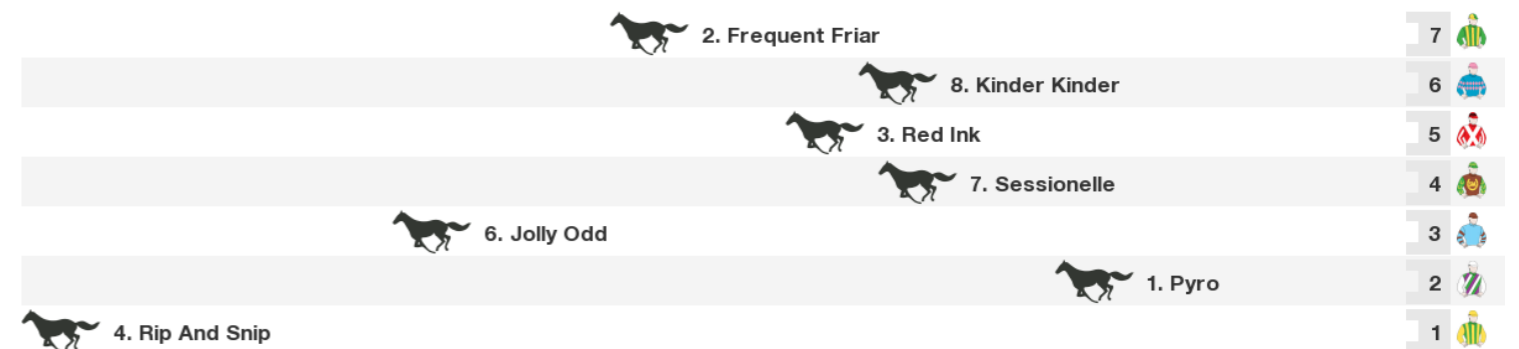 2. Frequent Friar 7
8. Kinder Kinder 6
3. Red Ink 5
7. Sessionelle 4
6. Jolly Odd 3
1. Pyro 2
4. Rip And Snip 1